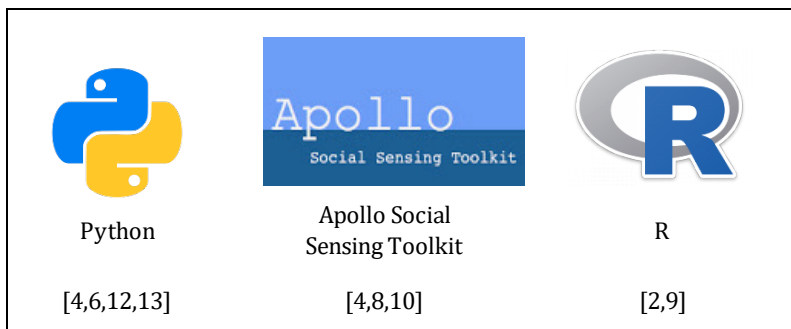 Apollo
Social Sensing Toolkit
R
Python
Apollo Social
Sensing Toolkit
R
[4,6,12,13]
[4,8,10]
[2,9]